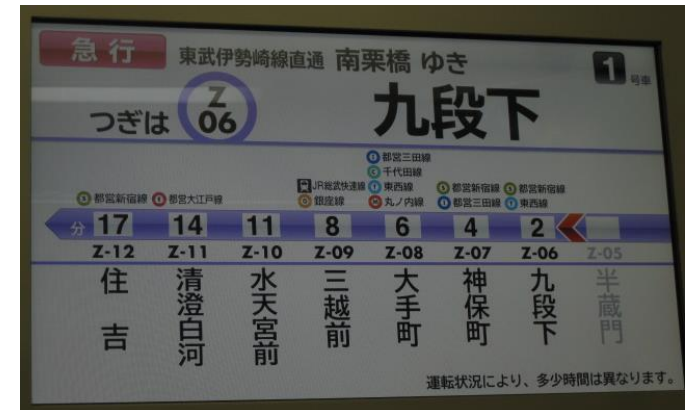 急行 東武伊勢崎線直通 南栗橋 ゆき 1 号車
つぎは Z 06 九段下
都営三田線
千代田線
JR総武快速線 東西線 都営新宿線 都営新宿線
都営新宿線 都営大江戸線 銀座線 丸ノ内線 都営三田線 東西線
分 17 14 11 8 6 4 2
Z-12 Z-11 Z-10 Z-09 Z-08 Z-07 Z-06 Z-05
住吉 清澄白河 水天宮前 三越前 大手町 神保町 九段下 半蔵門
運転状況により、多少時間は異なります。